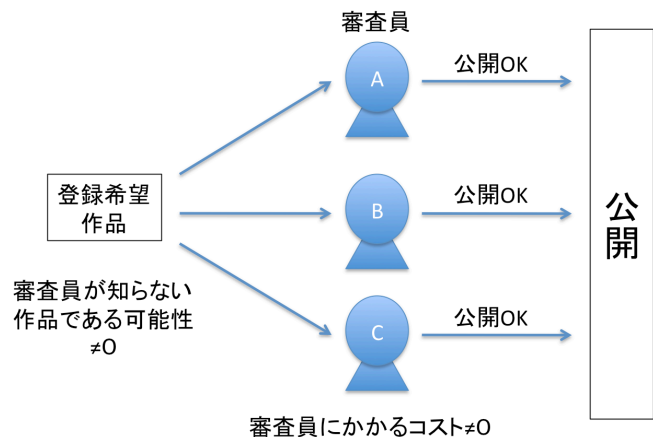 審査員
A
公開OK
登録希望
作品
B
公開OK
公開
審査員が知らない
作品である可能性
≠0
C
公開OK
審査員にかかるコスト≠0